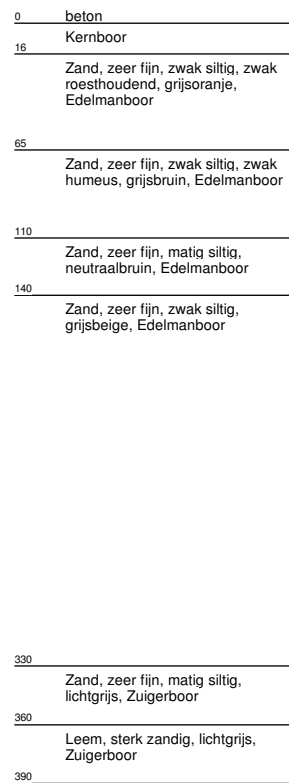 0 beton
Kernboor
16
Zand, zeer fijn, zwak siltig, zwak
roesthoudend, grijsoranje,
Edelmanboor
65
Zand, zeer fijn, zwak siltig, zwak
humeus, grijsbruin, Edelmanboor
110
Zand, zeer fijn, matig siltig,
neutraalbruin, Edelmanboor
140
Zand, zeer fijn, zwak siltig,
grijsbeige, Edelmanboor
330
Zand, zeer fijn, matig siltig,
lichtgrijs, Zuigerboor
360
Leem, sterk zandig, lichtgrijs,
Zuigerboor
390